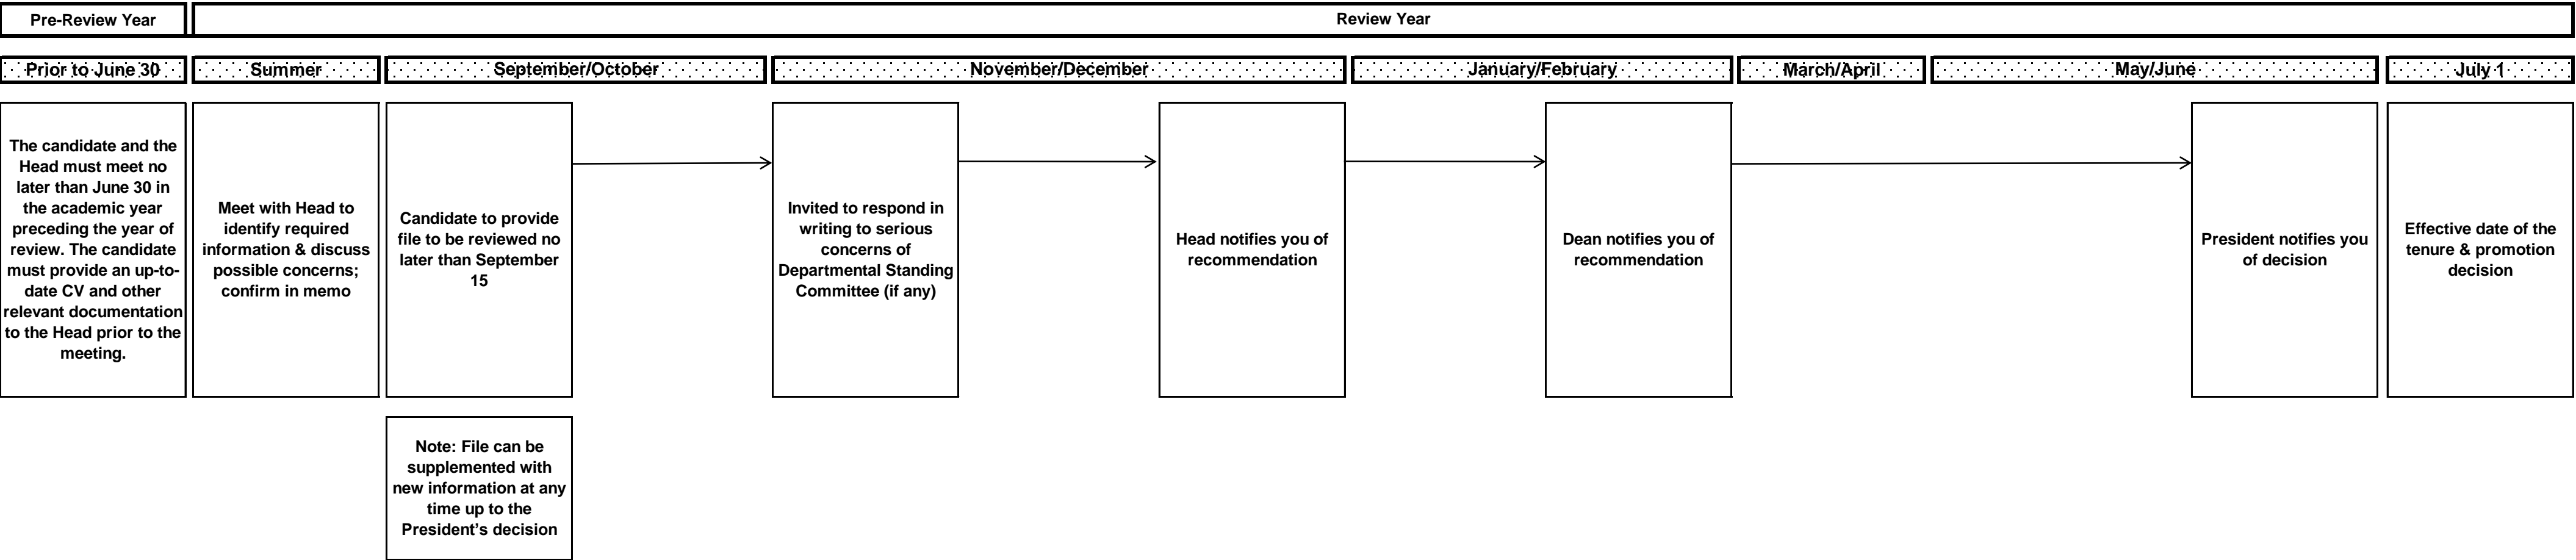 Pre-Review Year
Review Year
Prior to June 30
Summer
September/October
November/December
January/February
March/April
May/June
July 1
The candidate and the
Head must meet no
later than June 30 in
the academic year
preceding the year of
review. The candidate
must provide an up-to-
date CV and other
relevant documentation
to the Head prior to the
meeting.
Meet with Head to
identify required
information & discuss
possible concerns;
confirm in memo
Candidate to provide
file to be reviewed no
later than September
15
Invited to respond in
writing to serious
concerns of
Departmental Standing
Committee (if any)
Head notifies you of
recommendation
Dean notifies you of
recommendation
President notifies you
of decision
Effective date of the
tenure & promotion
decision
Note: File can be
supplemented with
new information at any
time up to the
President’s decision